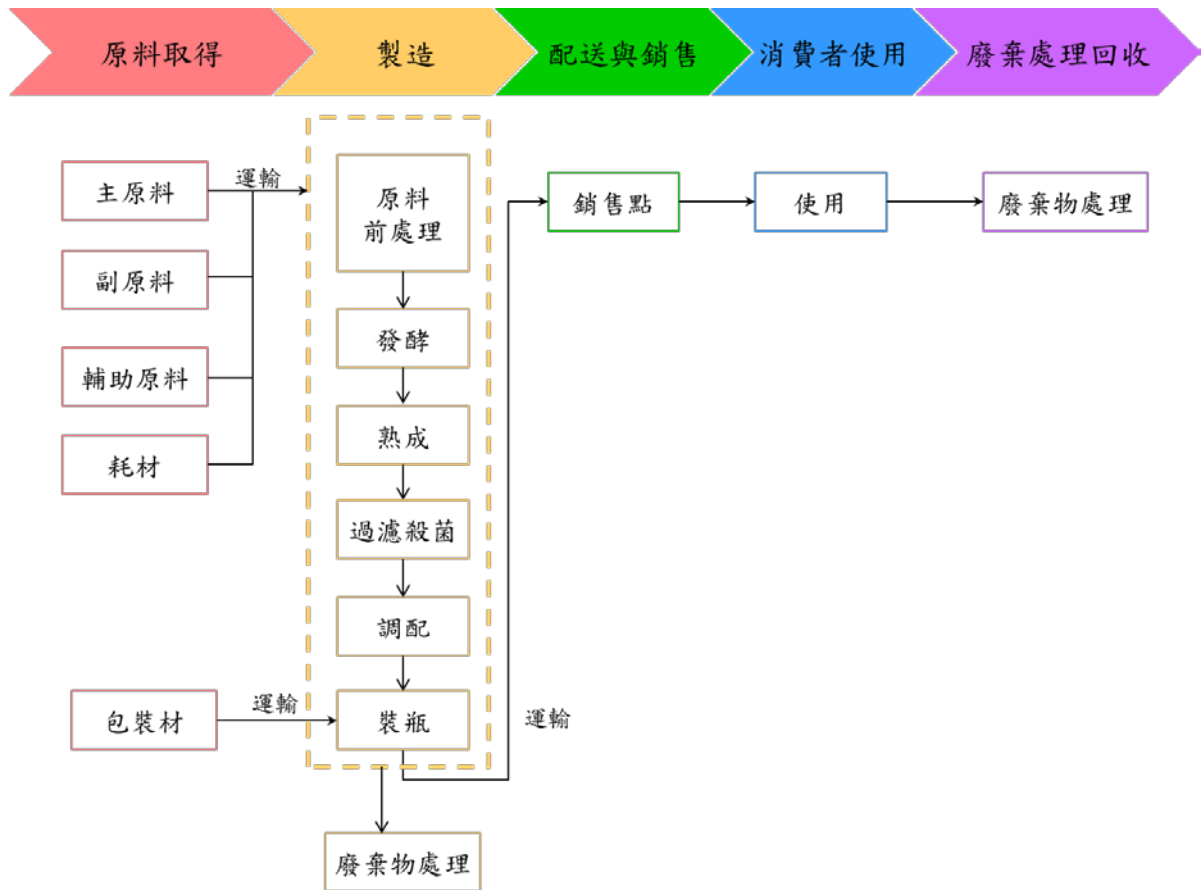 原料取得
製造
配送與銷售
消費者使用
廢棄處理回收
主原料
運輸
副原料
輔助原料
耗材
包裝材
運輸
原料
前處理
發酵
熟成
過濾殺菌
調配
裝瓶
廢棄物處理
運輸
銷售點
使用
廢棄物處理